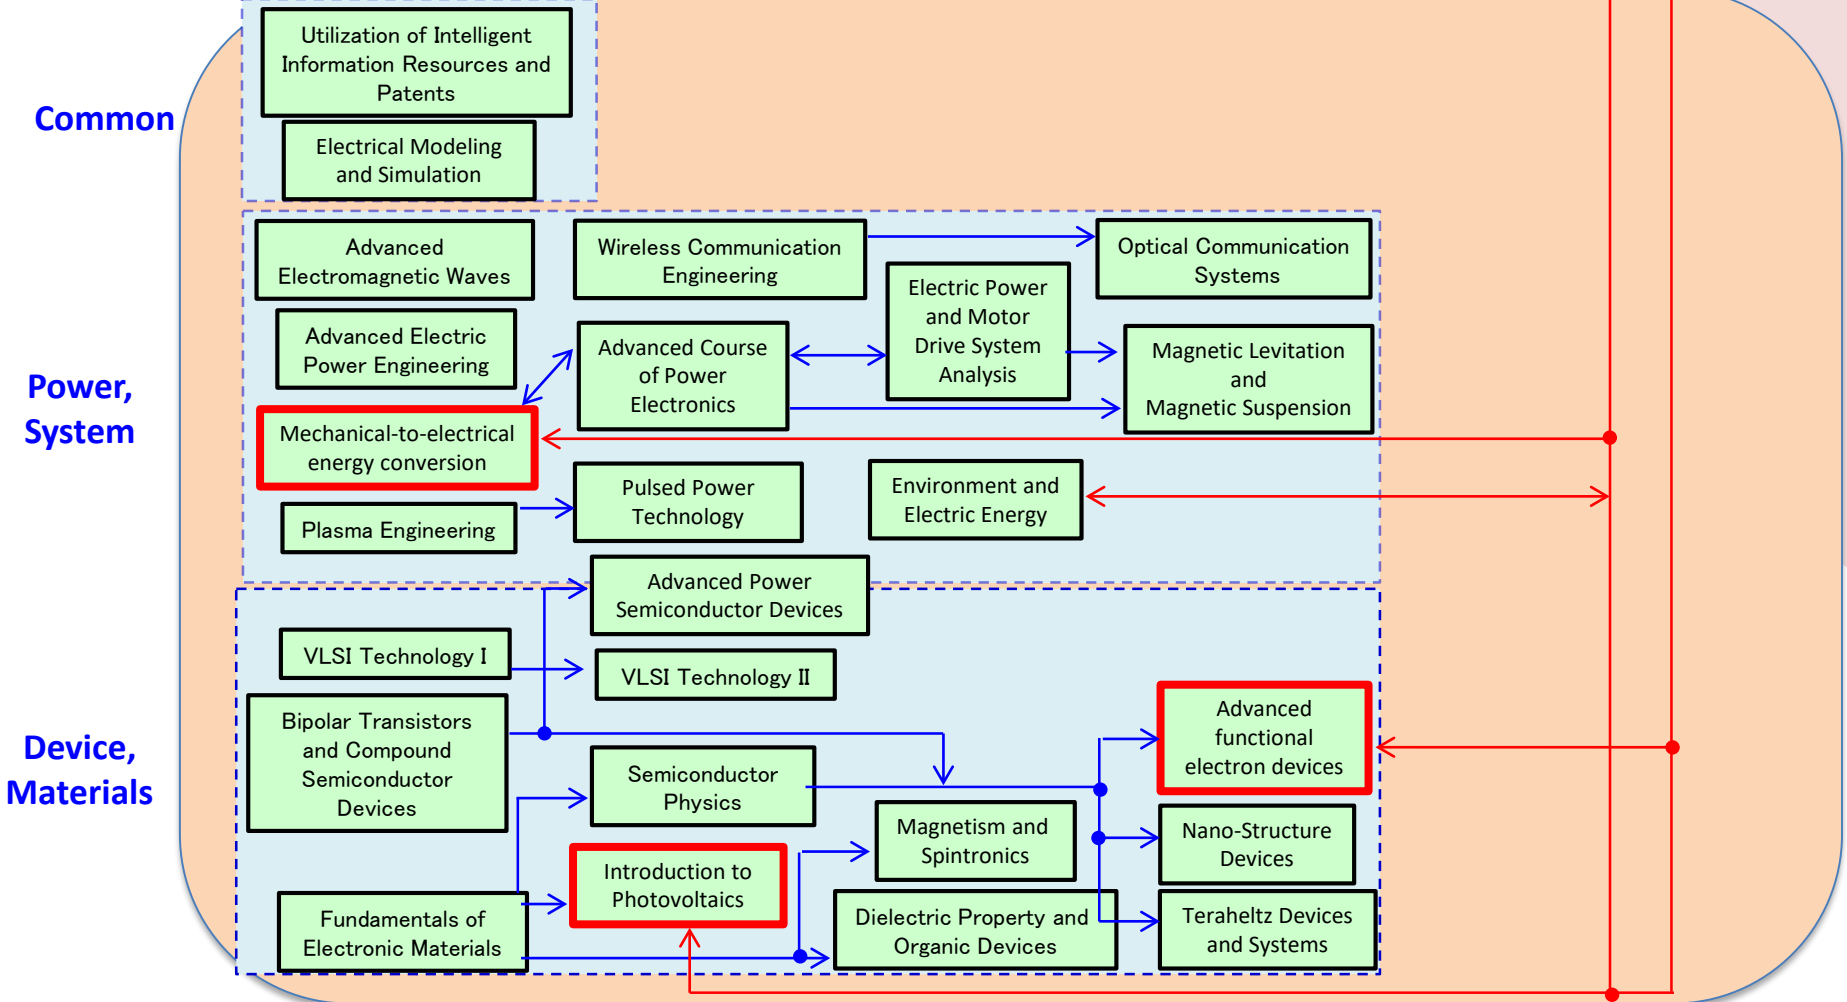 Common
Utilization of Intelligent
Information Resources and
Patents
Electrical Modeling
and Simulation
Power,
System
Advanced
Electromagnetic Waves
Wireless Communication
Engineering
Optical Communication
Systems
Advanced Electric
Power Engineering
Advanced Course
of Power
Electronics
Electric Power
and Motor
Drive System
Analysis
Magnetic Levitation
and
Magnetic Suspension
Mechanical-to-electrical
energy conversion
Plasma Engineering
Pulsed Power
Technology
Environment and
Electric Energy
Device,
Materials
Advanced Power
Semiconductor Devices
VLSI Technology I
VLSI Technology II
Bipolar Transistors
and Compound
Semiconductor
Devices
Semiconductor
Physics
Advanced
functional
electron devices
Magnetism and
Spintronics
Nano-Structure
Devices
Introduction to
Photovoltaics
Fundamentals of
Electronic Materials
Dielectric Property and
Organic Devices
Teraheltz Devices
and Systems